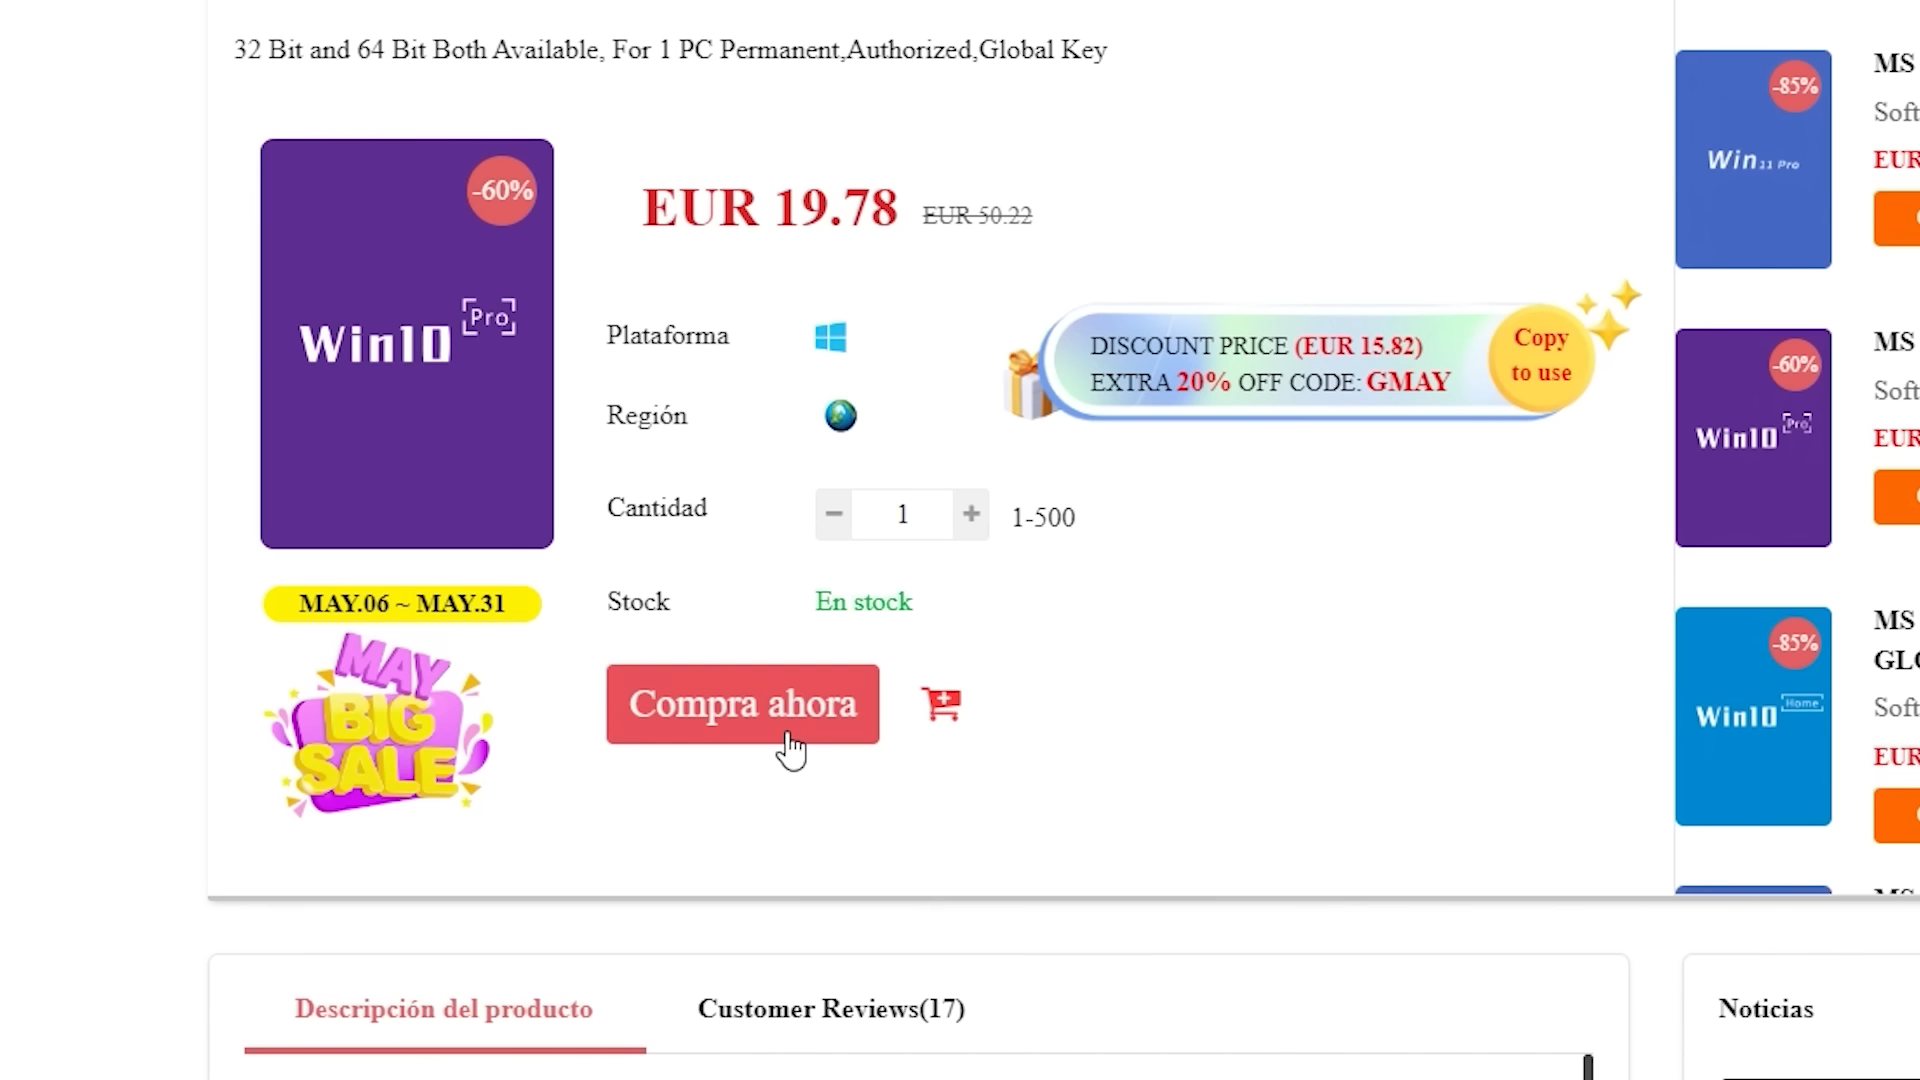 32 Bit and 64 Bit Both Available, For 1 PC Permanent,Authorized,Global Key
-60%
Win10 Pro
EUR 19.78 EUR 50.22
Plataforma
DISCOUNT PRICE (EUR 15.82)
EXTRA 20% OFF CODE: GMAY
Copy
to use
Región
Cantidad
− 1 + 1-500
Stock
En stock
MAY.06 ~ MAY.31
MAY
BIG
SALE
Compra ahora
-85%
Win 11 Pro
MS
Soft
EUR
-60%
Win10 Pro
MS
Soft
EUR
-85%
Win10 Home
MS
GLO
Soft
EUR
Descripción del producto
Customer Reviews(17)
Noticias